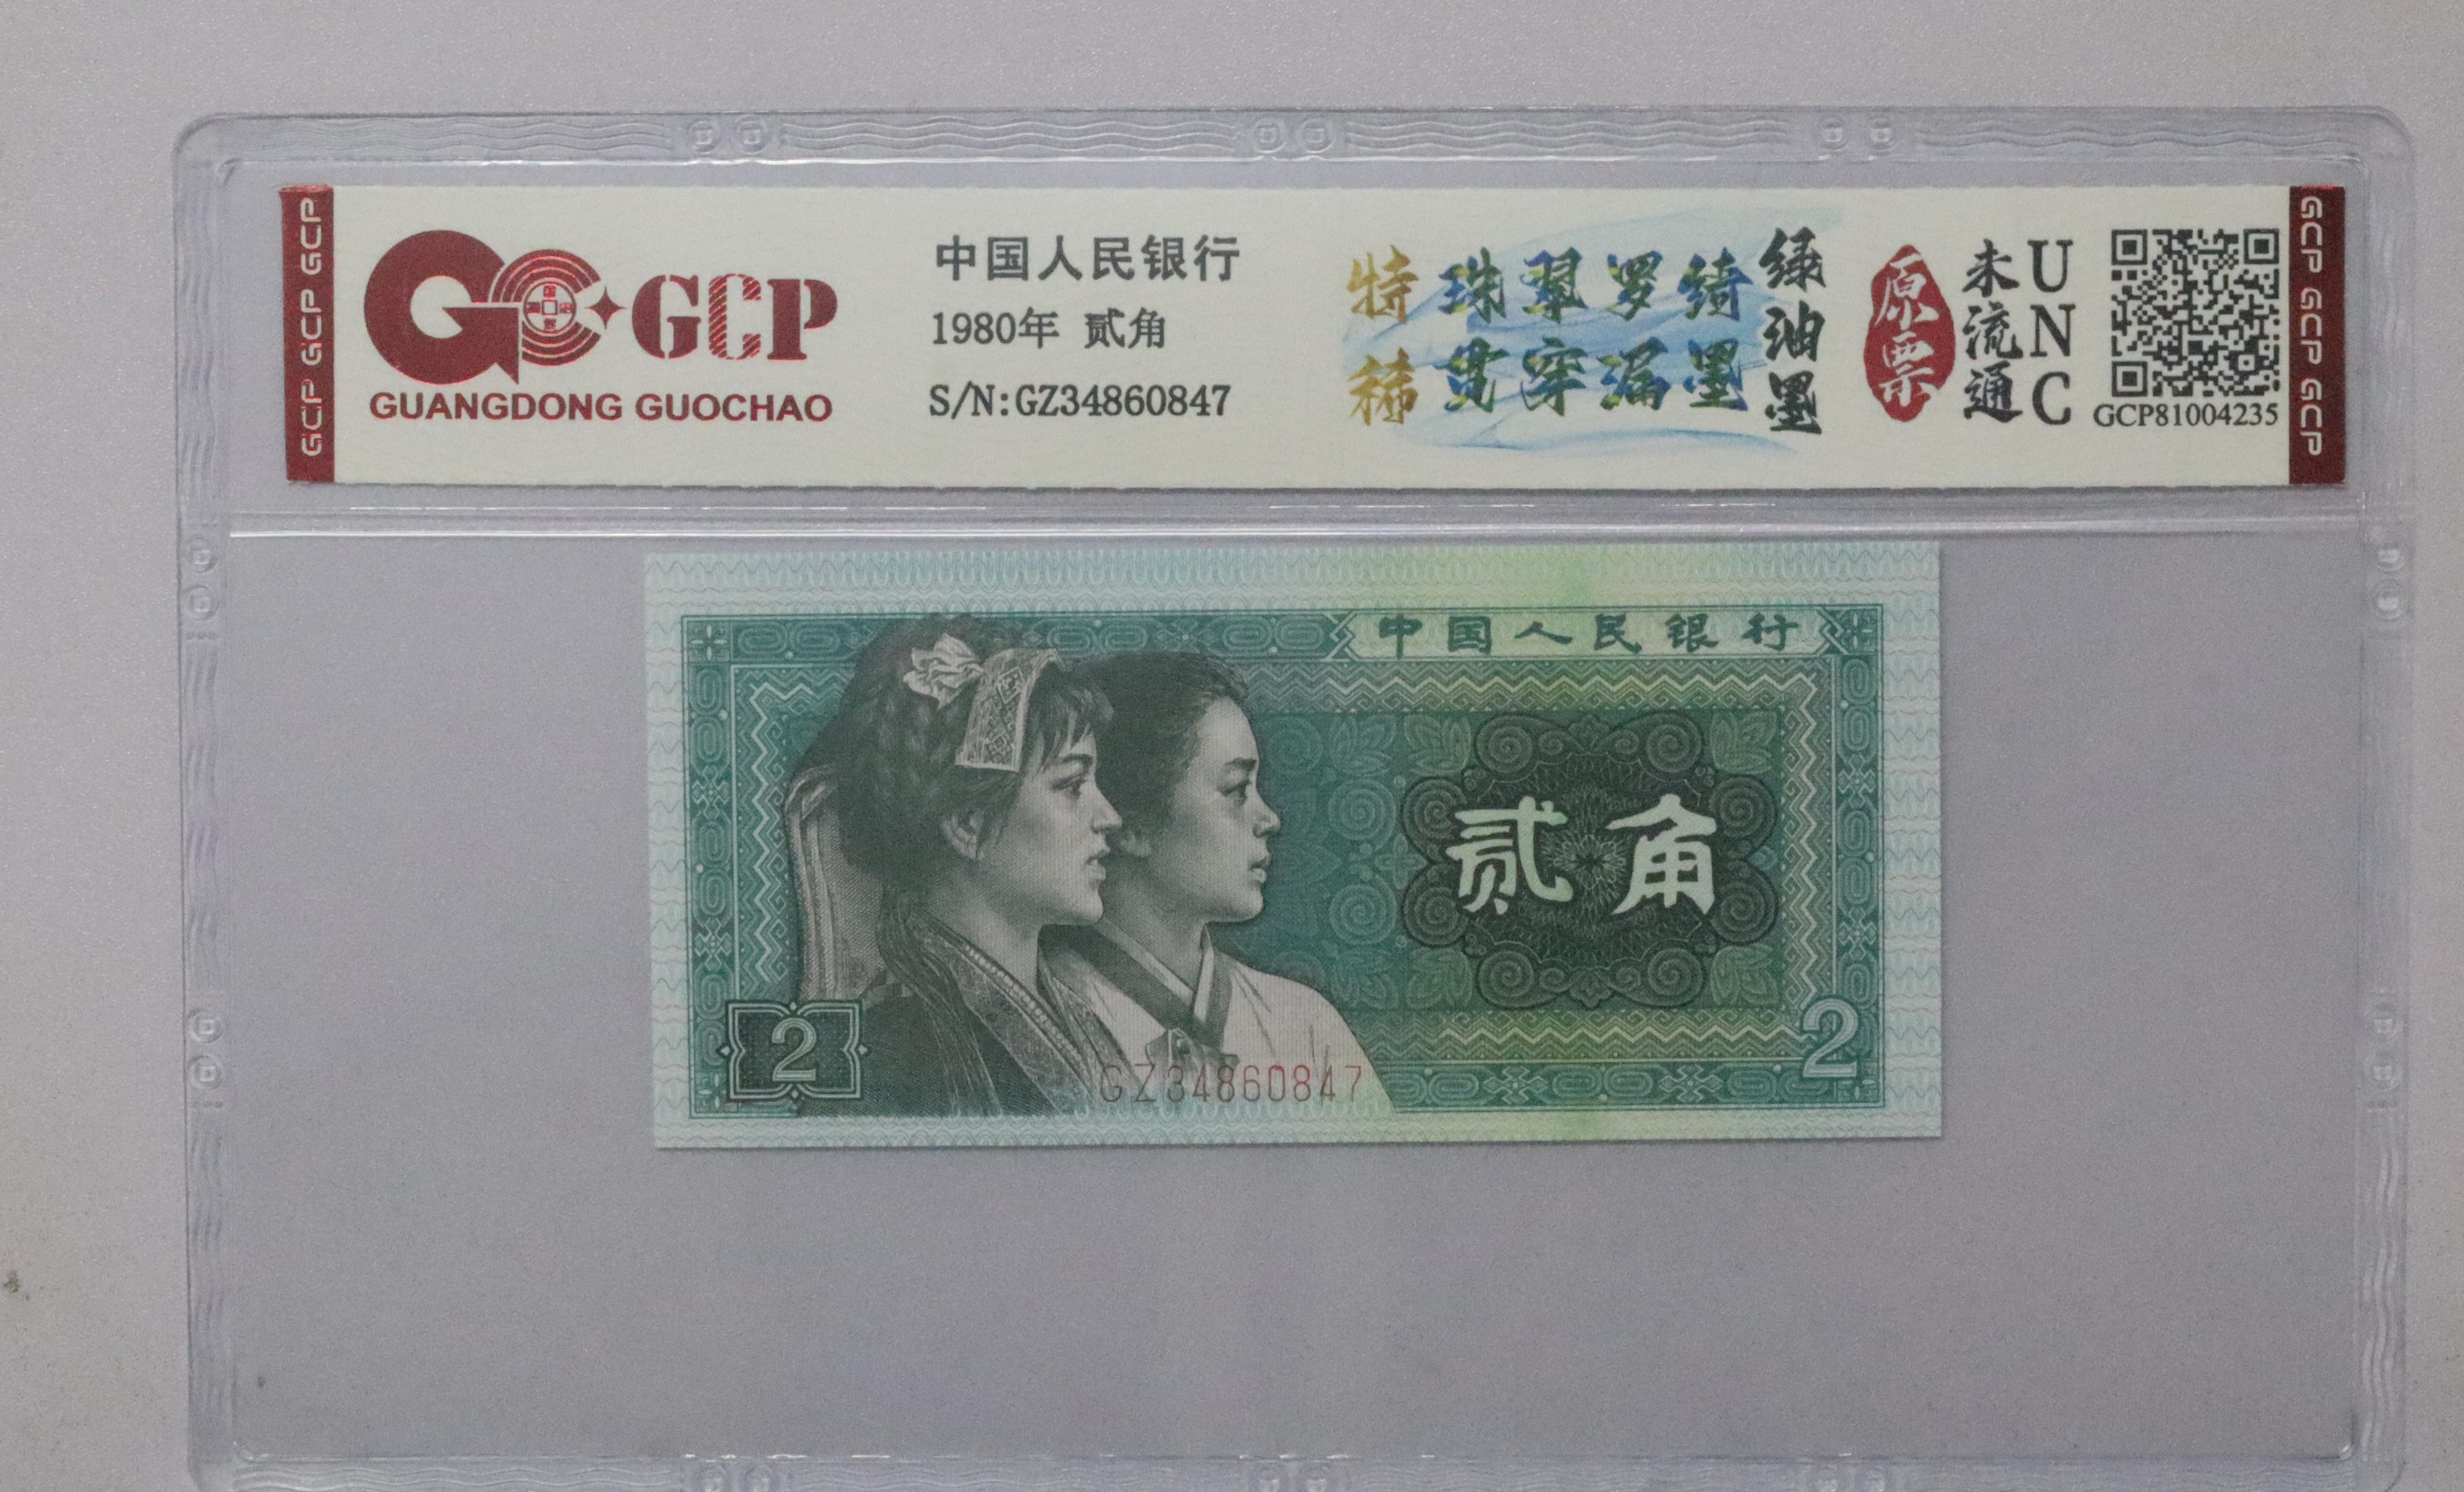 GCP GCP GCP
GCP
GUANGDONG GUOCHAO
中国人民银行
1980年 贰角
S/N:GZ34860847
特稀
珠翠罗绮
贯穿漏墨
绿油墨
原票
未流通
UNC
GCP81004235
GCP GCP GCP
中国人民银行
贰角
2
2
GZ34860847